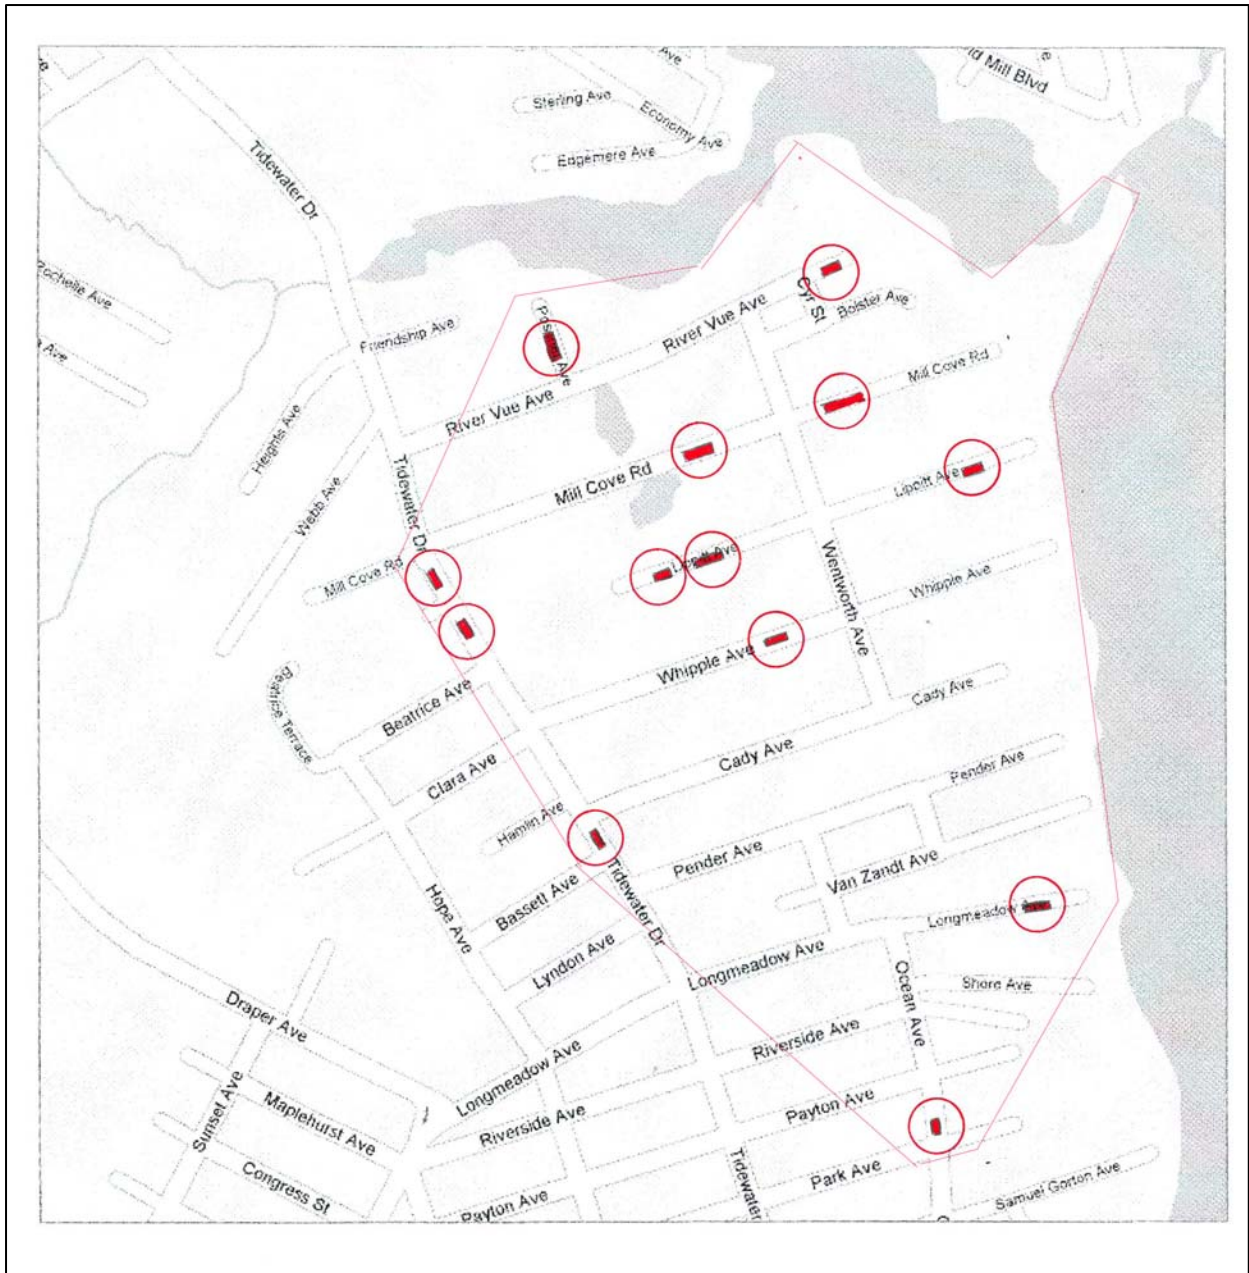 Ave
ld Mill Blvd
Sterling Ave
Economy Ave
Edgemere Ave
Tidewater Dr
Rochelle Ave
Cyr St
Bolster Ave
River Vue Ave
Friendship Ave
Ave
River Vue Ave
Mill Cove Rd
Heights Ave
Mill Cove Rd
Lippitt Ave
Webb Ave
Tidewater Dr
Lippitt Ave
Mill Cove Rd
Wentworth Ave
Whipple Ave
Whipple Ave
Beatrice Terrace
Beatrice Ave
Cady Ave
Cady Ave
Clara Ave
Pender Ave
Hamlin Ave
Pender Ave
Van Zandt Ave
Bassett Ave
Tidewater Dr
Hope Ave
Longmeadow Ave
Lyndon Ave
Longmeadow Ave
Ocean Ave
Shore Ave
Draper Ave
Riverside Ave
Longmeadow Ave
Sunset Ave
Maplehurst Ave
Riverside Ave
Payton Ave
Congress St
Payton Ave
Tidewater
Park Ave
Samuel Gorton Ave